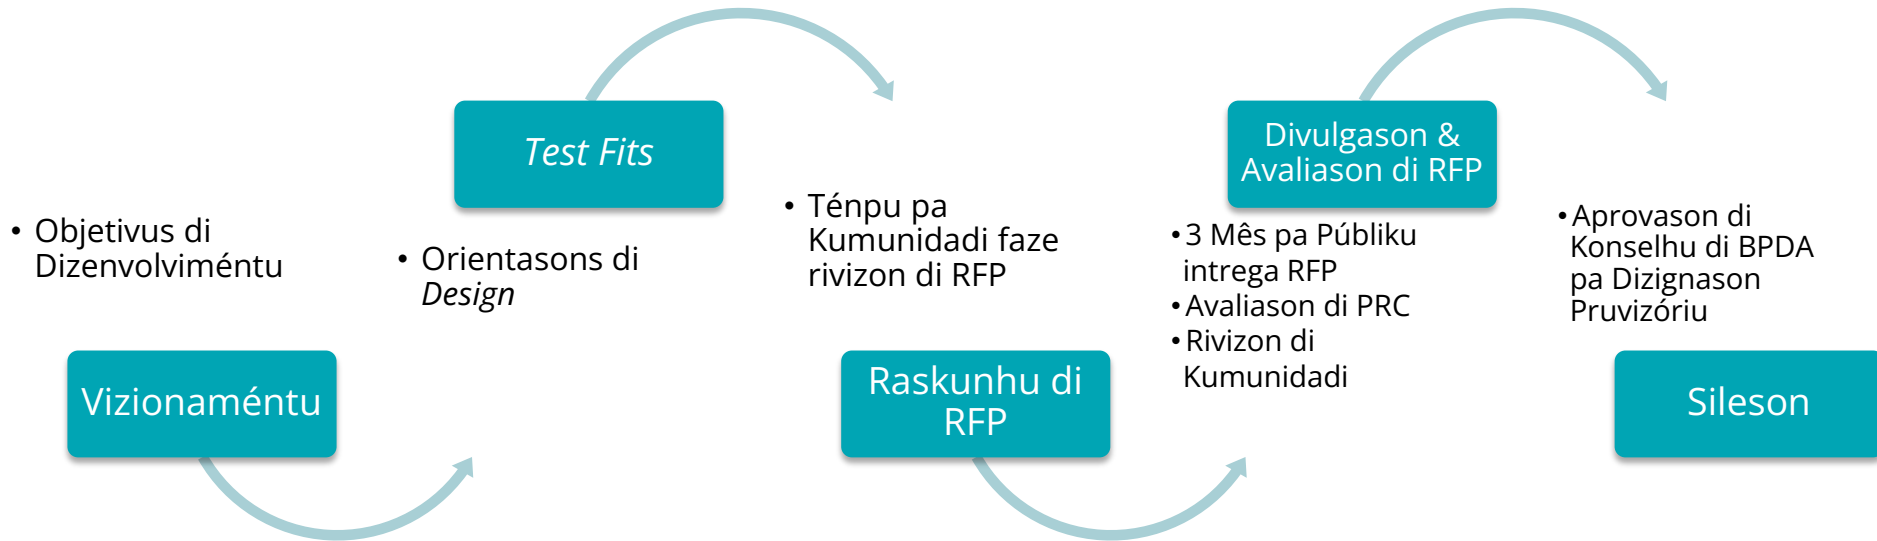 • Objetivus di
Dizenvolviméntu
Vizionaméntu
Test Fits
• Orientasons di
Design
• Ténpu pa
Kumunidadi faze
rivizon di RFP
Raskunhu di
RFP
Divulgason &
Avaliason di RFP
• 3 Mês pa Públiku
intrega RFP
• Avaliason di PRC
• Rivizon di
Kumunidadi
• Aprovason di
Konselhu di BPDA
pa Dizignason
Pruvizóriu
Sileson